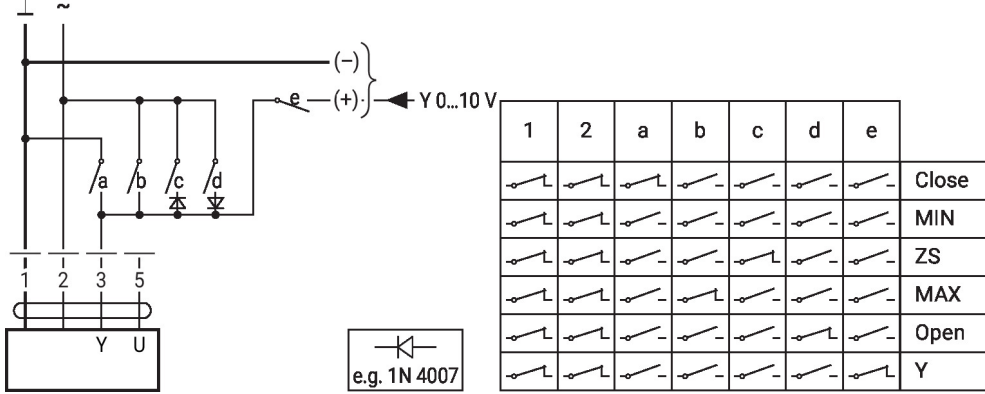 ⊥ ~
(–)
e (+) Y 0...10 V
a b c d
1 2 3 5
Y U
e.g. 1N 4007
1 2 a b c d e
Close
MIN
ZS
MAX
Open
Y